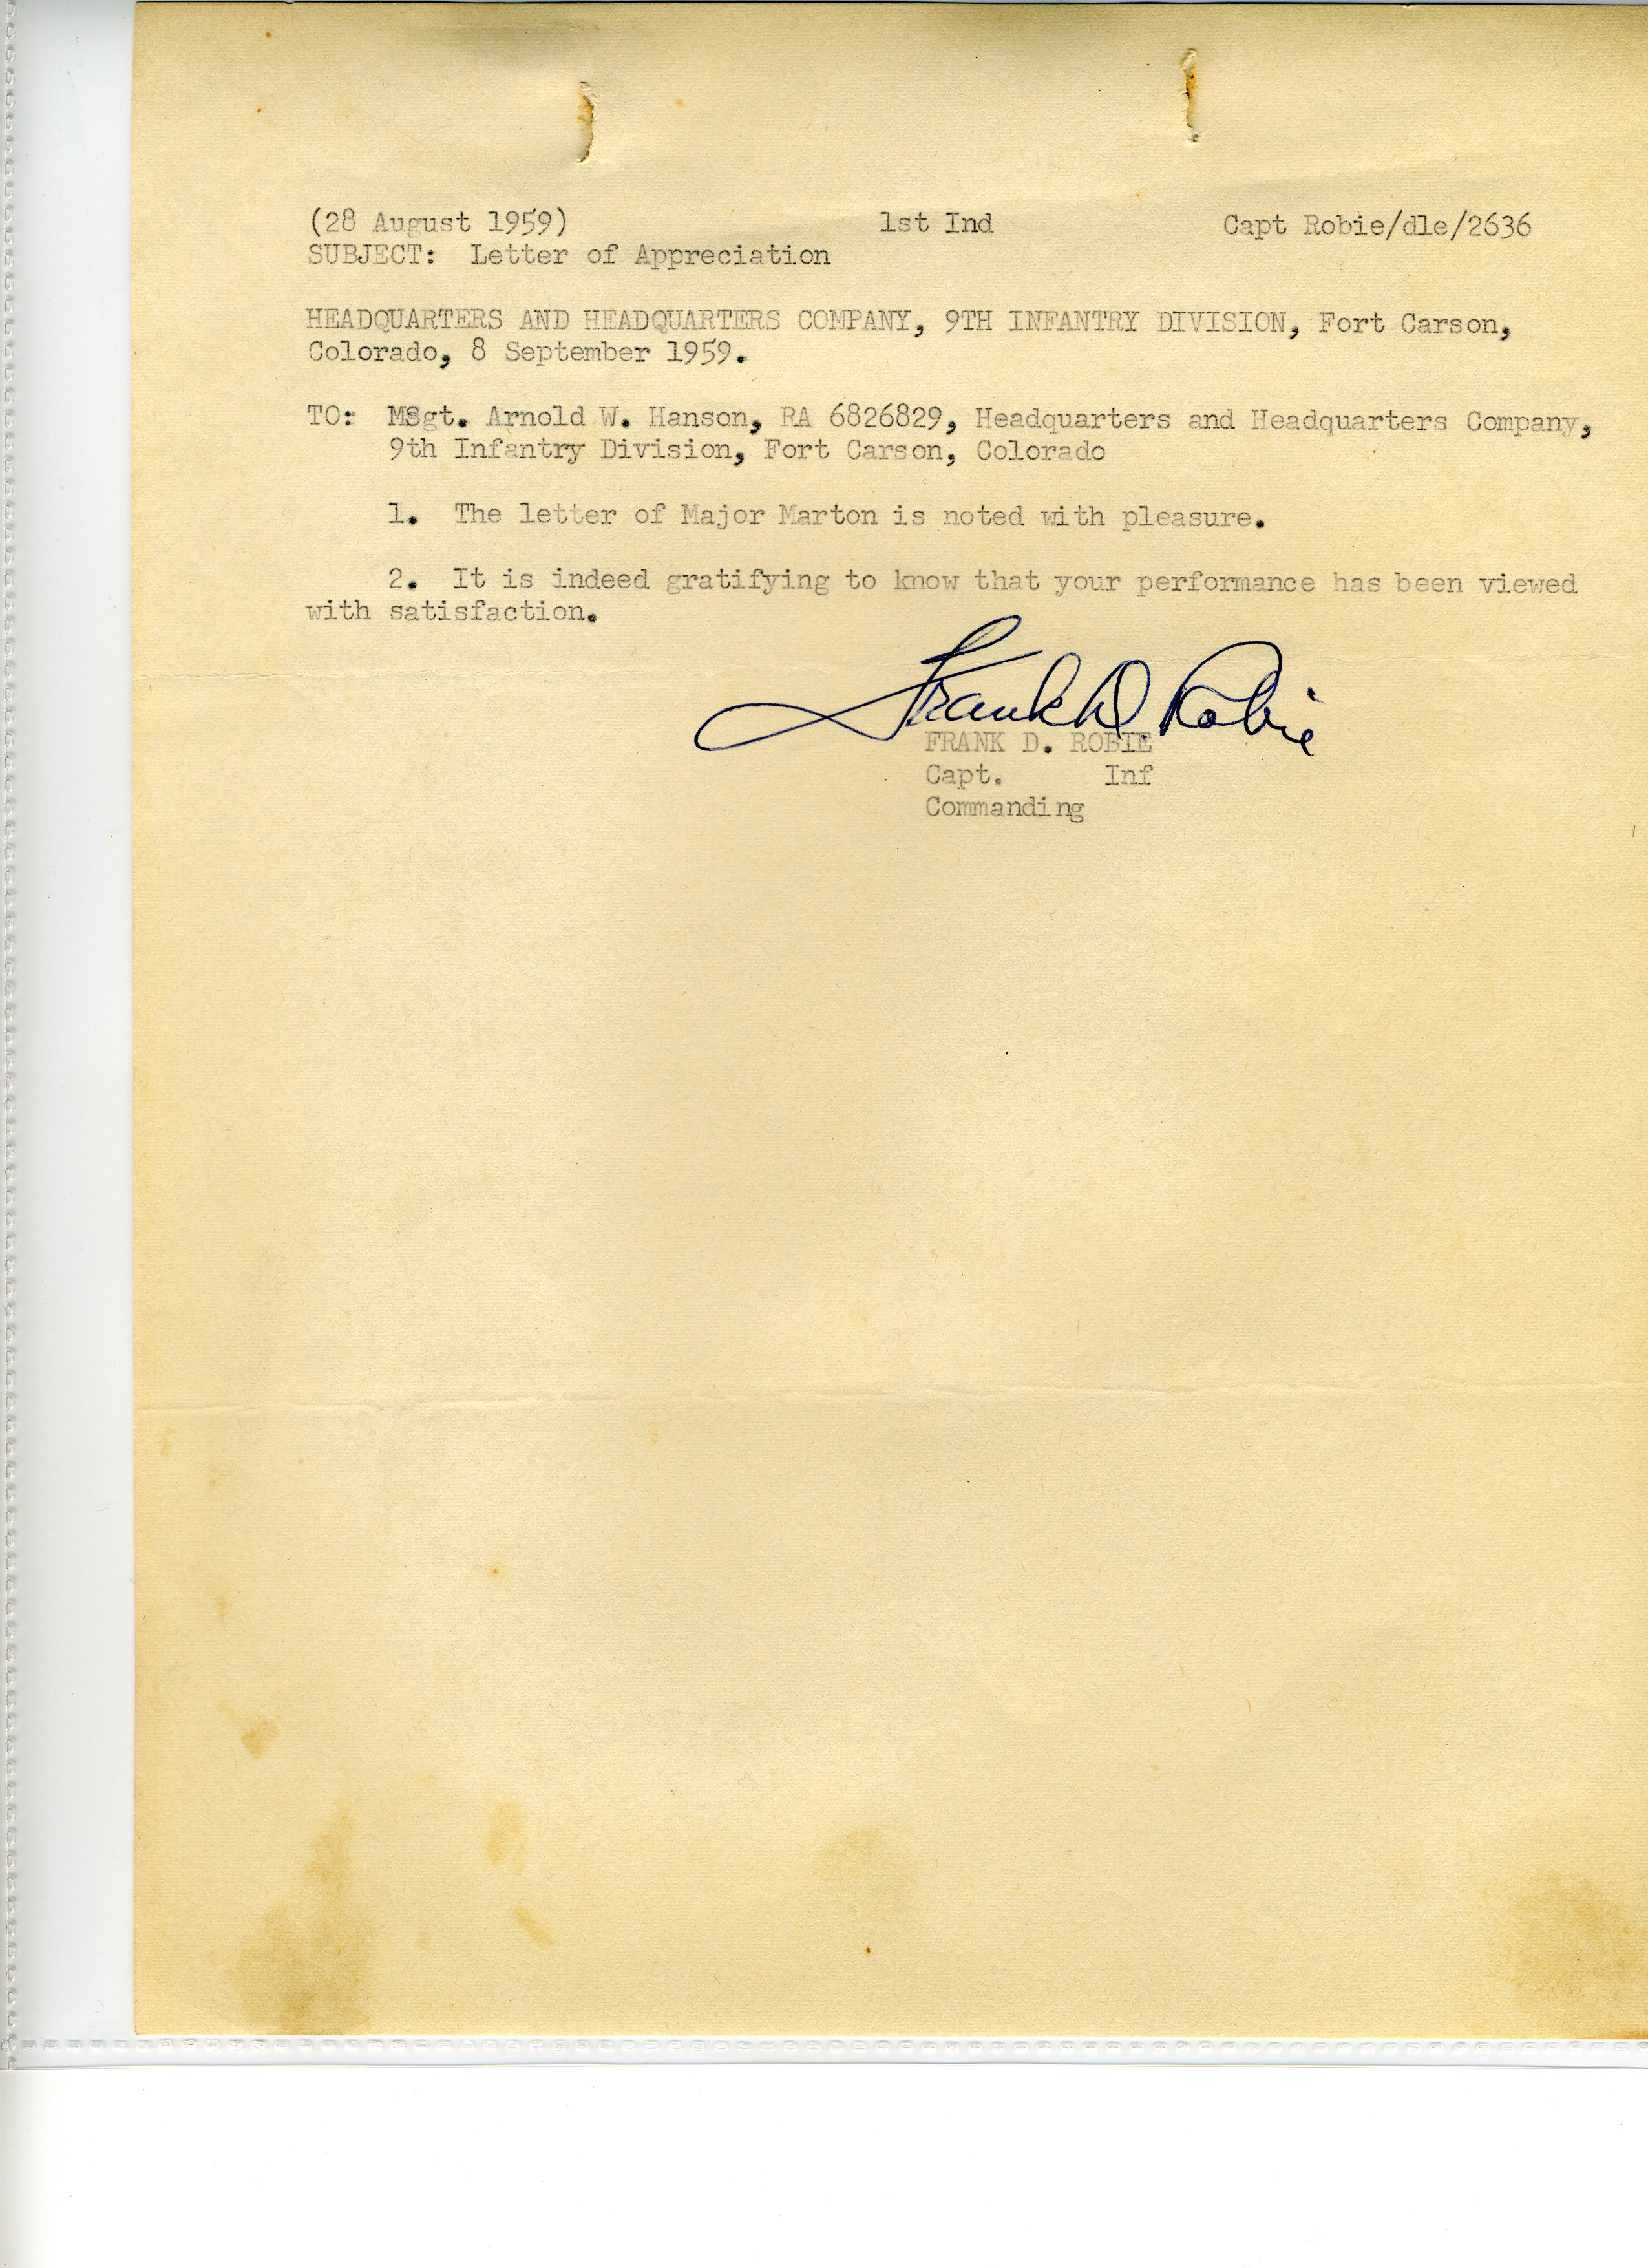 (28 August 1959) 1st Ind Capt Robie/dle/2636
SUBJECT: Letter of Appreciation
HEADQUARTERS AND HEADQUARTERS COMPANY, 9TH INFANTRY DIVISION, Fort Carson,
Colorado, 8 September 1959.
TO: MSgt. Arnold W. Hanson, RA 6826829, Headquarters and Headquarters Company,
9th Infantry Division, Fort Carson, Colorado
1. The letter of Major Marton is noted with pleasure.
2. It is indeed gratifying to know that your performance has been viewed
with satisfaction.
Frank D Robie
FRANK D. ROBIE
Capt. Inf
Commanding